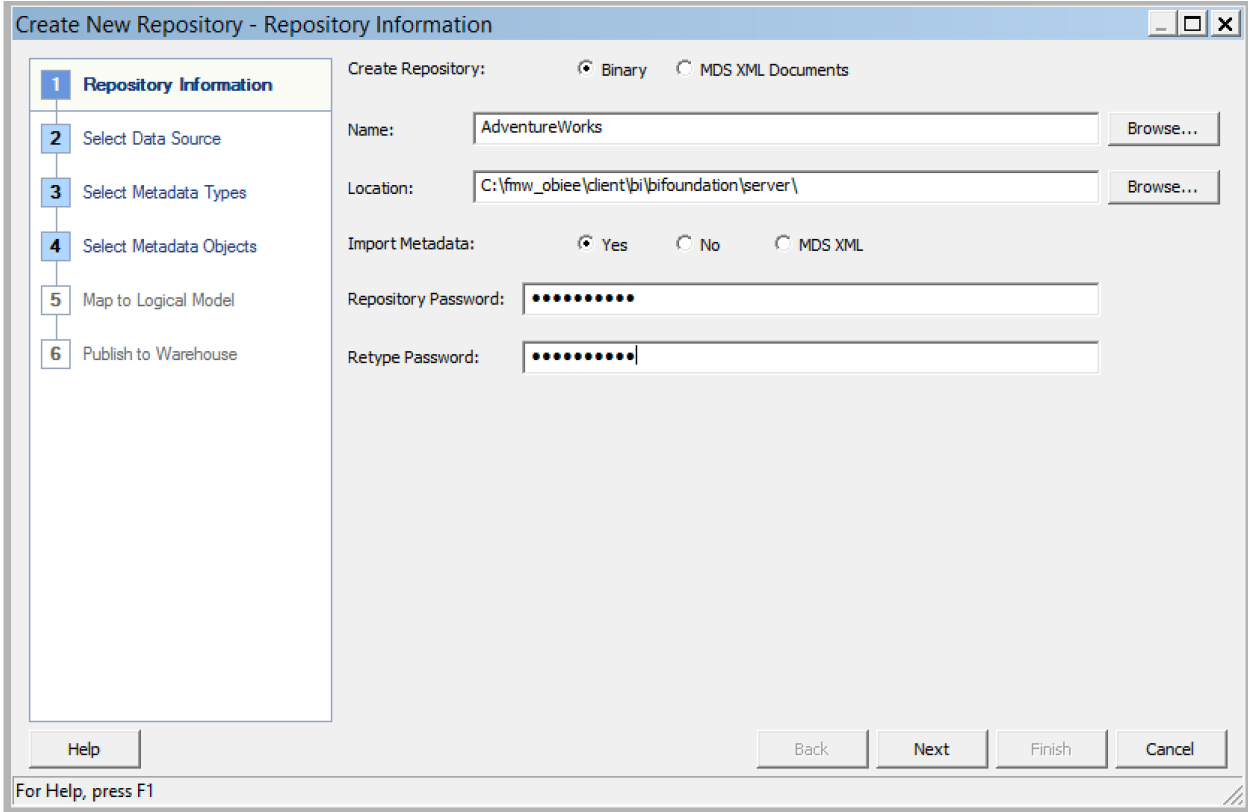 Create New Repository - Repository Information
1 Repository Information
2 Select Data Source
3 Select Metadata Types
4 Select Metadata Objects
5 Map to Logical Model
6 Publish to Warehouse
Create Repository: Binary MDS XML Documents
Name: AdventureWorks Browse...
Location: C:\fmw_obiee\client\bi\bifoundation\server\ Browse...
Import Metadata: Yes No MDS XML
Repository Password: ●●●●●●●●●●
Retype Password: ●●●●●●●●●●
Help Back Next Finish Cancel
For Help, press F1